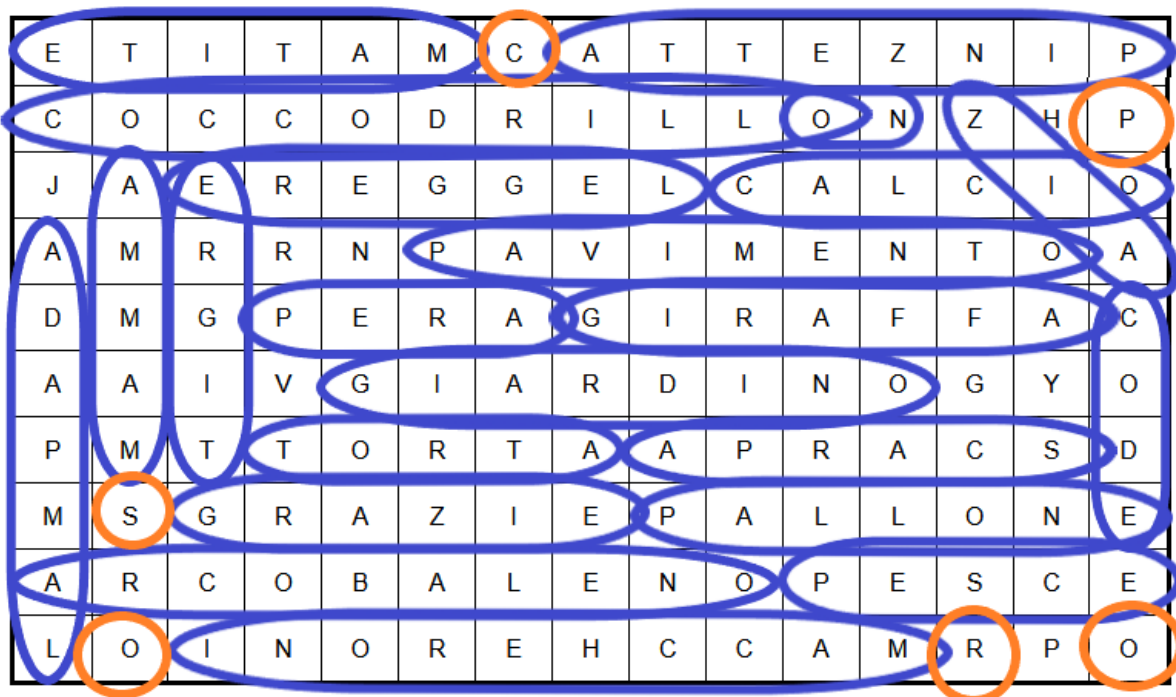 E T I T A M C A T T E Z N I P
C O C C O D R I L L O N Z H P
J A E R E G G E L C A L C I O
A M R R N P A V I M E N T O A
D M G P E R A G I R A F F A C
A A I V G I A R D I N O G Y O
P M T T O R T A A P R A C S D
M S G R A Z I E P A L L O N E
A R C O B A L E N O P E S C E
L O I N O R E H C C A M R P O